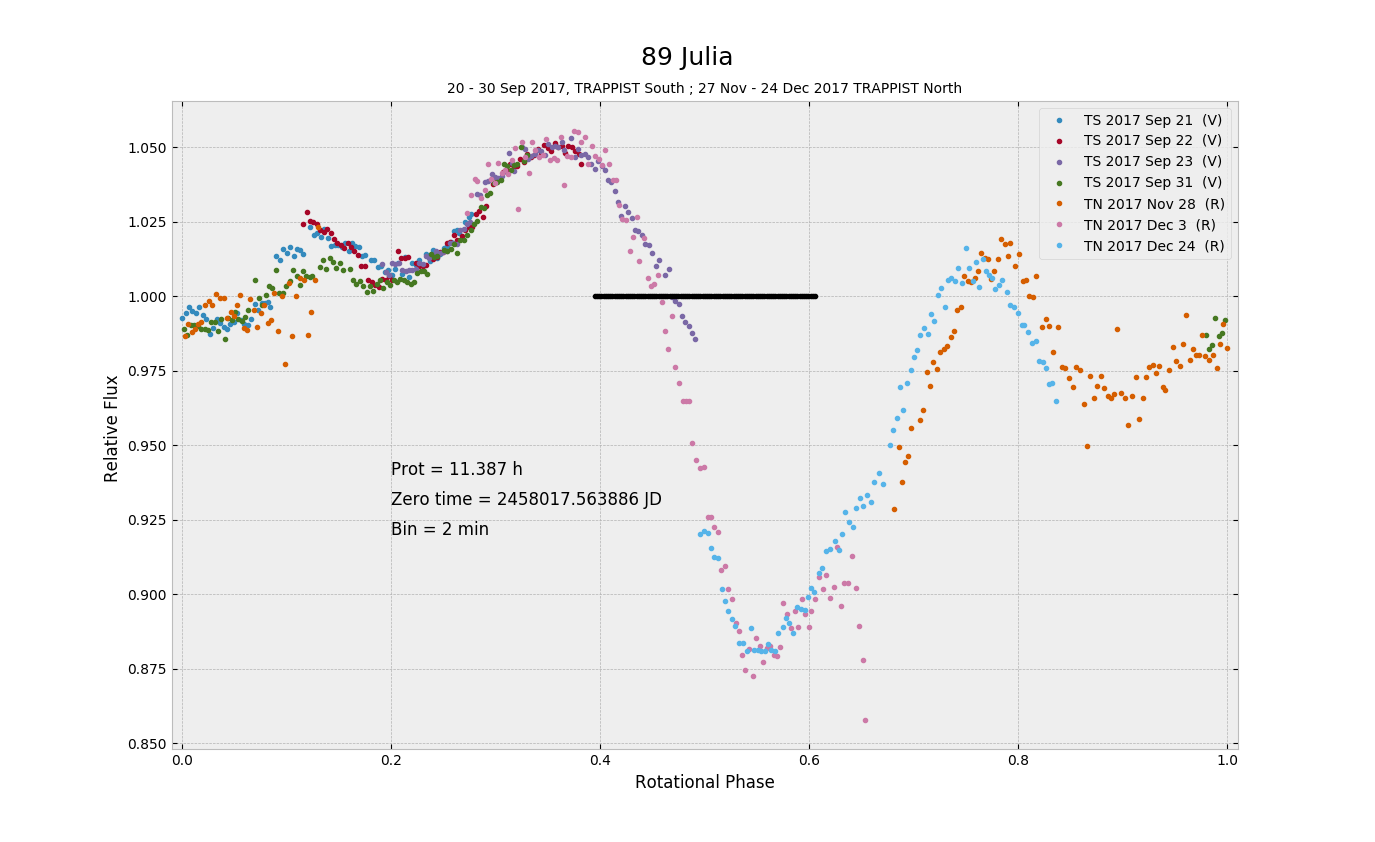 89 Julia
20 - 30 Sep 2017, TRAPPIST South ; 27 Nov - 24 Dec 2017 TRAPPIST North
TS 2017 Sep 21 (V)
TS 2017 Sep 22 (V)
TS 2017 Sep 23 (V)
TS 2017 Sep 31 (V)
TN 2017 Nov 28 (R)
TN 2017 Dec 3 (R)
TN 2017 Dec 24 (R)
1.050
1.025
1.000
0.975
0.950
0.925
0.900
0.875
0.850
Relative Flux
Prot = 11.387 h
Zero time = 2458017.563886 JD
Bin = 2 min
0.0 0.2 0.4 0.6 0.8 1.0
Rotational Phase